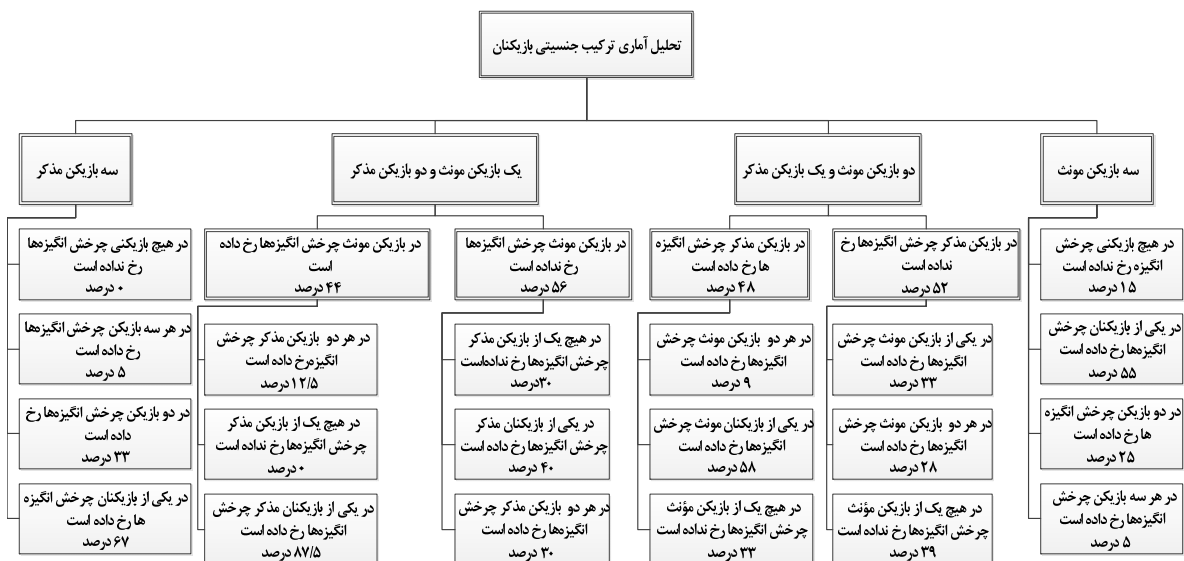 تحلیل آماری ترکیب جنسیتی بازیکنان
سه بازیکن مونث
در هیچ بازیکنی چرخش
انگیزه رخ نداده است
۱۵ درصد
در یکی از بازیکنان چرخش
انگیزه‌ها رخ داده است
۵۵ درصد
در دو بازیکن چرخش انگیزه
ها رخ داده است
۲۵ درصد
در هر سه بازیکن چرخش
انگیزه‌ها رخ داده است
۵ درصد
دو بازیکن مونث و یک بازیکن مذکر
در بازیکن مذکر چرخش انگیزه‌ها رخ
نداده است
۵۲ درصد
در یکی از بازیکن مونث چرخش
انگیزه‌ها رخ داده است
۳۳ درصد
در هر دو بازیکن مونث چرخش
انگیزه‌ها رخ داده است
۲۸ درصد
در هیچ یک از بازیکن مؤنث
چرخش انگیزه‌ها رخ نداده است
۳۹ درصد
در بازیکن مذکر چرخش انگیزه
ها رخ داده است
۴۸ درصد
در هر دو بازیکن مونث چرخش
انگیزه‌ها رخ داده است
۹ درصد
در یکی از بازیکنان مونث چرخش
انگیزه‌ها رخ داده است
۵۸ درصد
در هیچ یک از بازیکن مؤنث
چرخش انگیزه‌ها رخ نداده است
۳۳ درصد
یک بازیکن مونث و دو بازیکن مذکر
در بازیکن مونث چرخش انگیزه‌ها
رخ نداده است
۵۶ درصد
در هیچ یک از بازیکن مذکر
چرخش انگیزه‌ها رخ نداده‌است
۳۰درصد
در یکی از بازیکنان مذکر
چرخش انگیزه‌ها رخ داده است
۴۰ درصد
در هر دو بازیکن مذکر چرخش
انگیزه‌ها رخ داده است
۳۰ درصد
در بازیکن مونث چرخش انگیزه‌ها رخ داده
است
۴۴ درصد
در هر دو بازیکن مذکر چرخش
انگیزه‌رخ داده است
۱۲/۵ درصد
در هیچ یک از بازیکن مذکر
چرخش انگیزه‌ها رخ نداده است
۰ درصد
در یکی از بازیکنان مذکر چرخش
انگیزه‌ها رخ داده است
۸۷/۵ درصد
سه بازیکن مذکر
در هیچ بازیکنی چرخش انگیزه‌ها
رخ نداده است
۰ درصد
در هر سه بازیکن چرخش انگیزه‌ها
رخ داده است
۵ درصد
در دو بازیکن چرخش انگیزه‌ها رخ
داده است
۳۳ درصد
در یکی از بازیکنان چرخش انگیزه
ها رخ داده است
۶۷ درصد